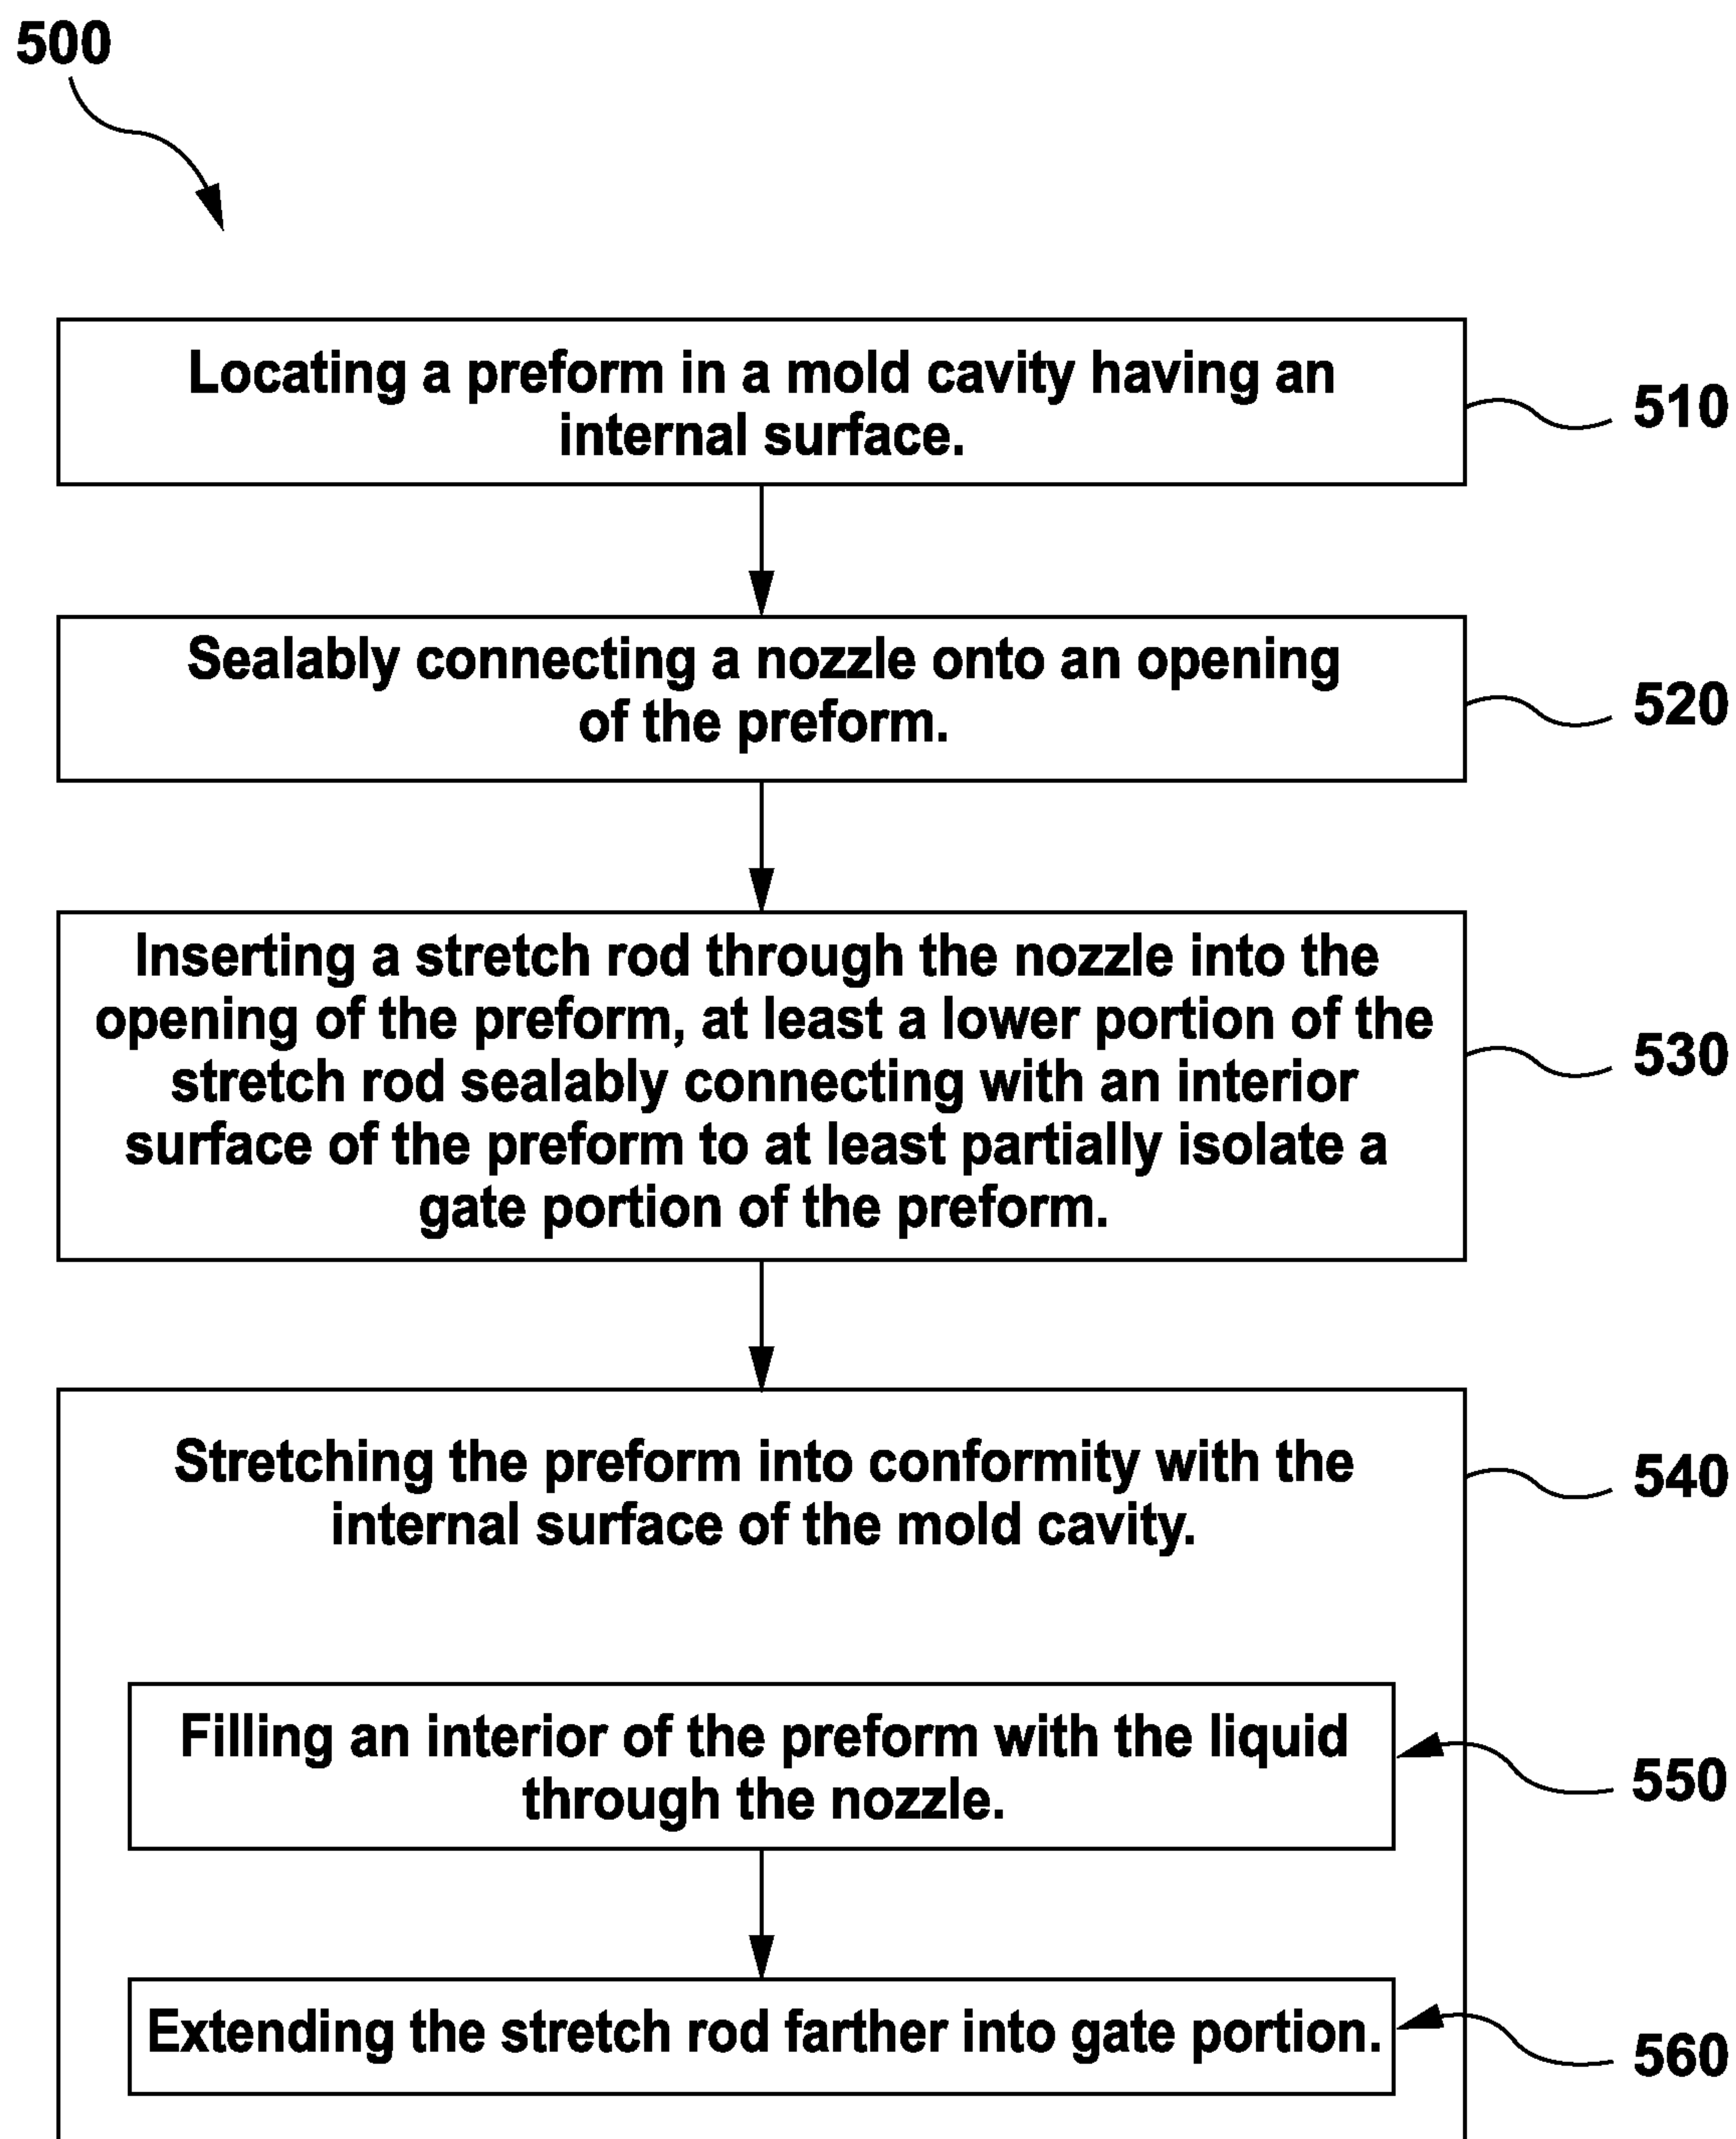 500
Locating a preform in a mold cavity having an
internal surface.
510
Sealably connecting a nozzle onto an opening
of the preform.
520
Inserting a stretch rod through the nozzle into the
opening of the preform, at least a lower portion of the
stretch rod sealably connecting with an interior
surface of the preform to at least partially isolate a
gate portion of the preform.
530
Stretching the preform into conformity with the
internal surface of the mold cavity.
540
Filling an interior of the preform with the liquid
through the nozzle.
550
Extending the stretch rod farther into gate portion.
560